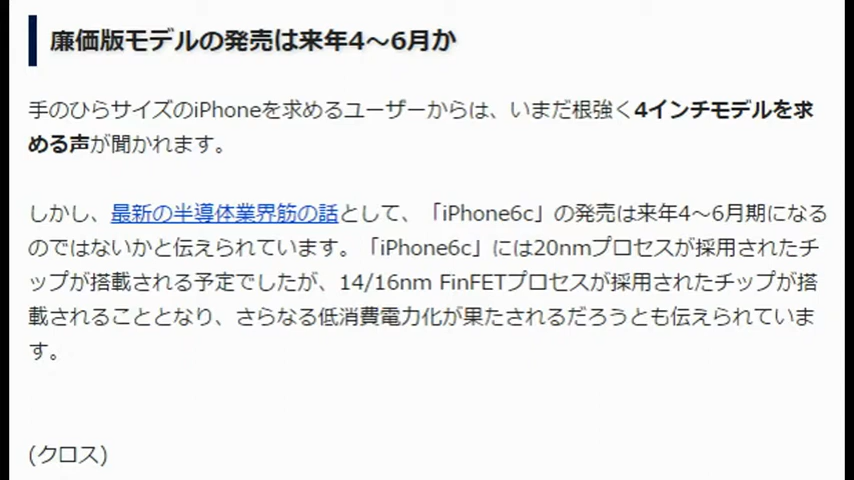 廉価版モデルの発売は来年4～6月か
手のひらサイズのiPhoneを求めるユーザーからは、いまだ根強く4インチモデルを求
める声が聞かれます。
しかし、最新の半導体業界筋の話として、「iPhone6c」の発売は来年4～6月期になる
のではないかと伝えられています。「iPhone6c」には20nmプロセスが採用されたチ
ップが搭載される予定でしたが、14/16nm FinFETプロセスが採用されたチップが搭
載されることとなり、さらなる低消費電力化が果たされるだろうとも伝えられていま
す。
(クロス)